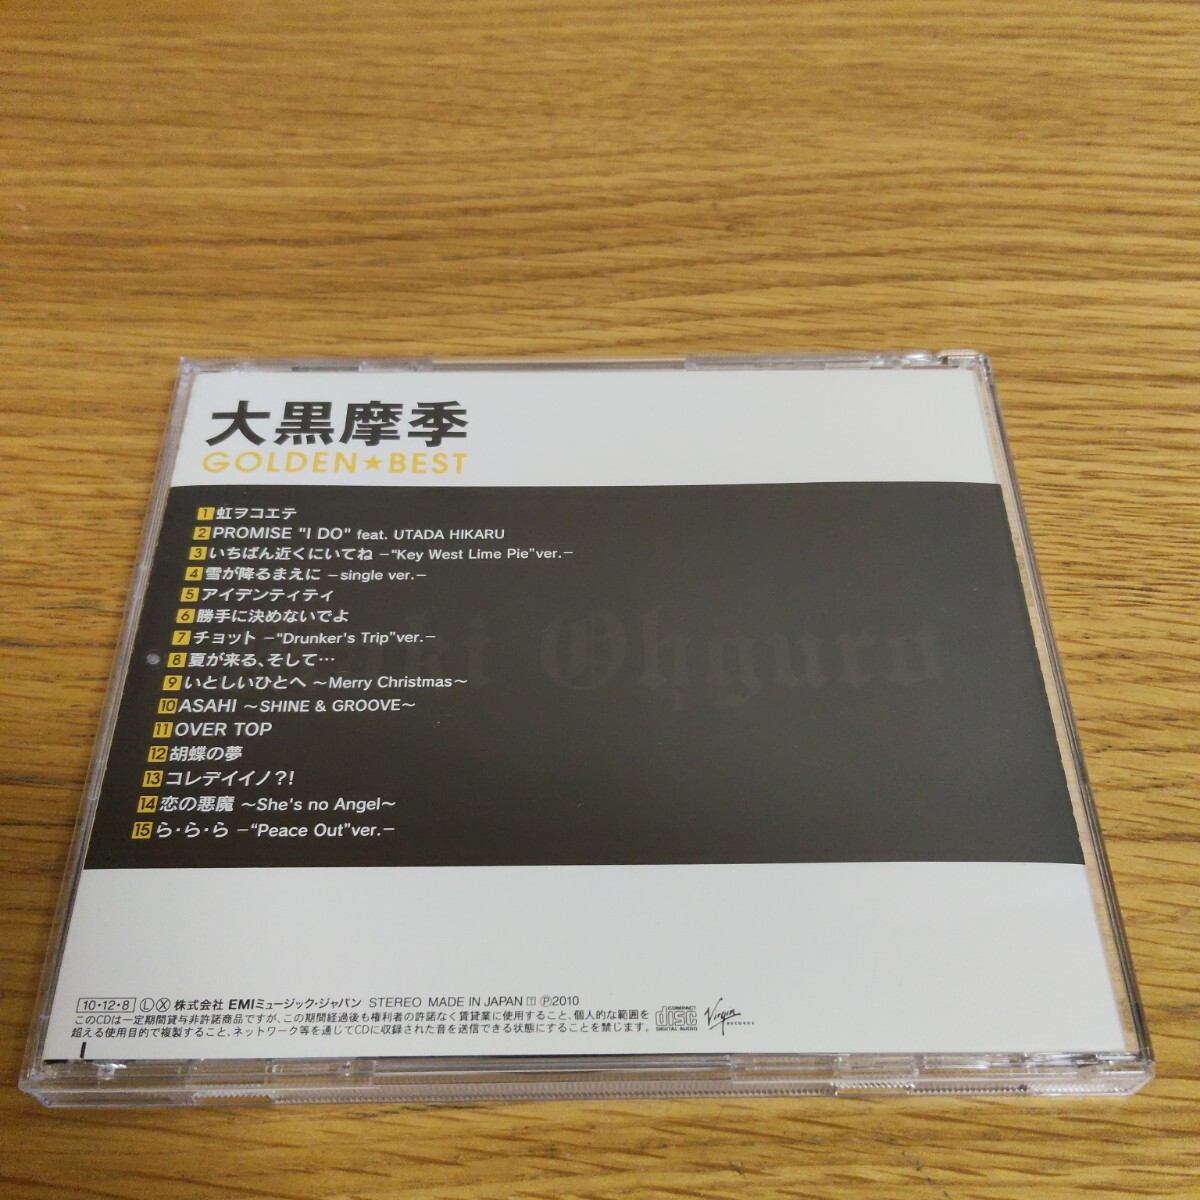 大黒摩季
GOLDEN★BEST
1 虹ヲコエテ
2 PROMISE "I DO" feat. UTADA HIKARU
3 いちばん近くにいてね －"Key West Lime Pie"ver.－
4 雪が降るまえに －single ver.－
5 アイデンティティ
6 勝手に決めないでよ
7 チョット －"Drunker's Trip"ver.－
8 夏が来る、そして…
9 いとしいひとへ ～Merry Christmas～
10 ASAHI ～SHINE & GROOVE～
11 OVER TOP
12 胡蝶の夢
13 コレデイイノ?!
14 恋の悪魔 ～She's no Angel～
15 ら・ら・ら －"Peace Out"ver.－
Maki Ohguro
10・12・8 Ⓛ Ⓧ 株式会社 EMIミュージック・ジャパン STEREO MADE IN JAPAN Ⓟ2010
このCDは一定期間貸与非許諾商品ですが、この期間経過後も権利者の許諾なく賃貸業に使用すること、個人的な範囲を
超える使用目的で複製すること、ネットワーク等を通じてCDに収録された音を送信できる状態にすることを禁じます。
COMPACT
disc
DIGITAL AUDIO
Virgin
RECORDS